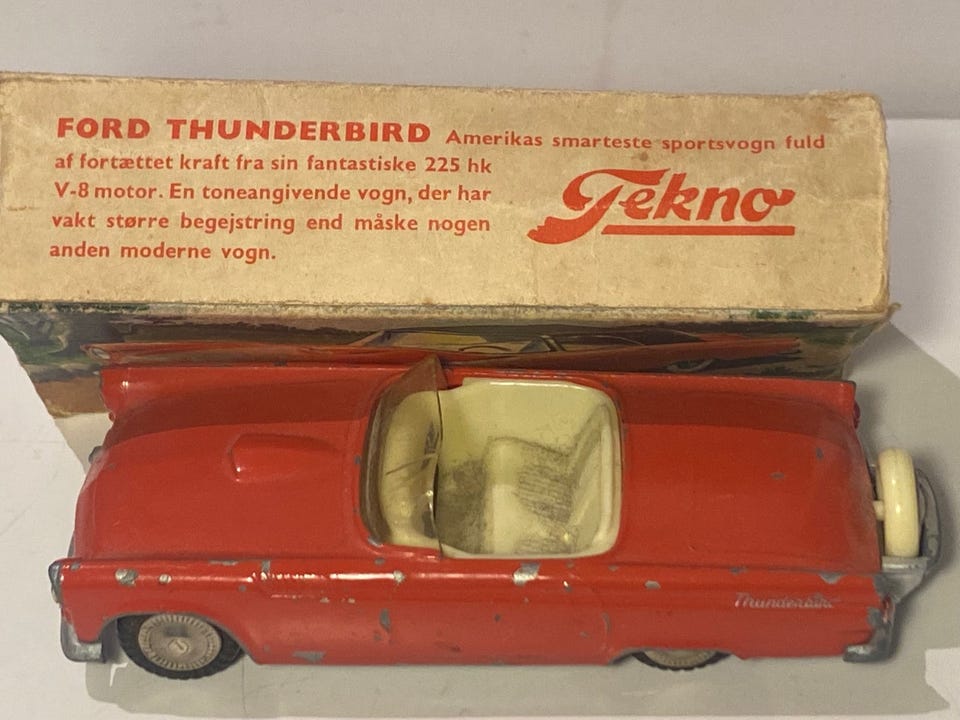 FORD THUNDERBIRD Amerikas smarteste sportsvogn fuld
af fortættet kraft fra sin fantastiske 225 hk
V-8 motor. En toneangivende vogn, der har
vakt større begejstring end måske nogen
anden moderne vogn.
Tekno
Thunderbird